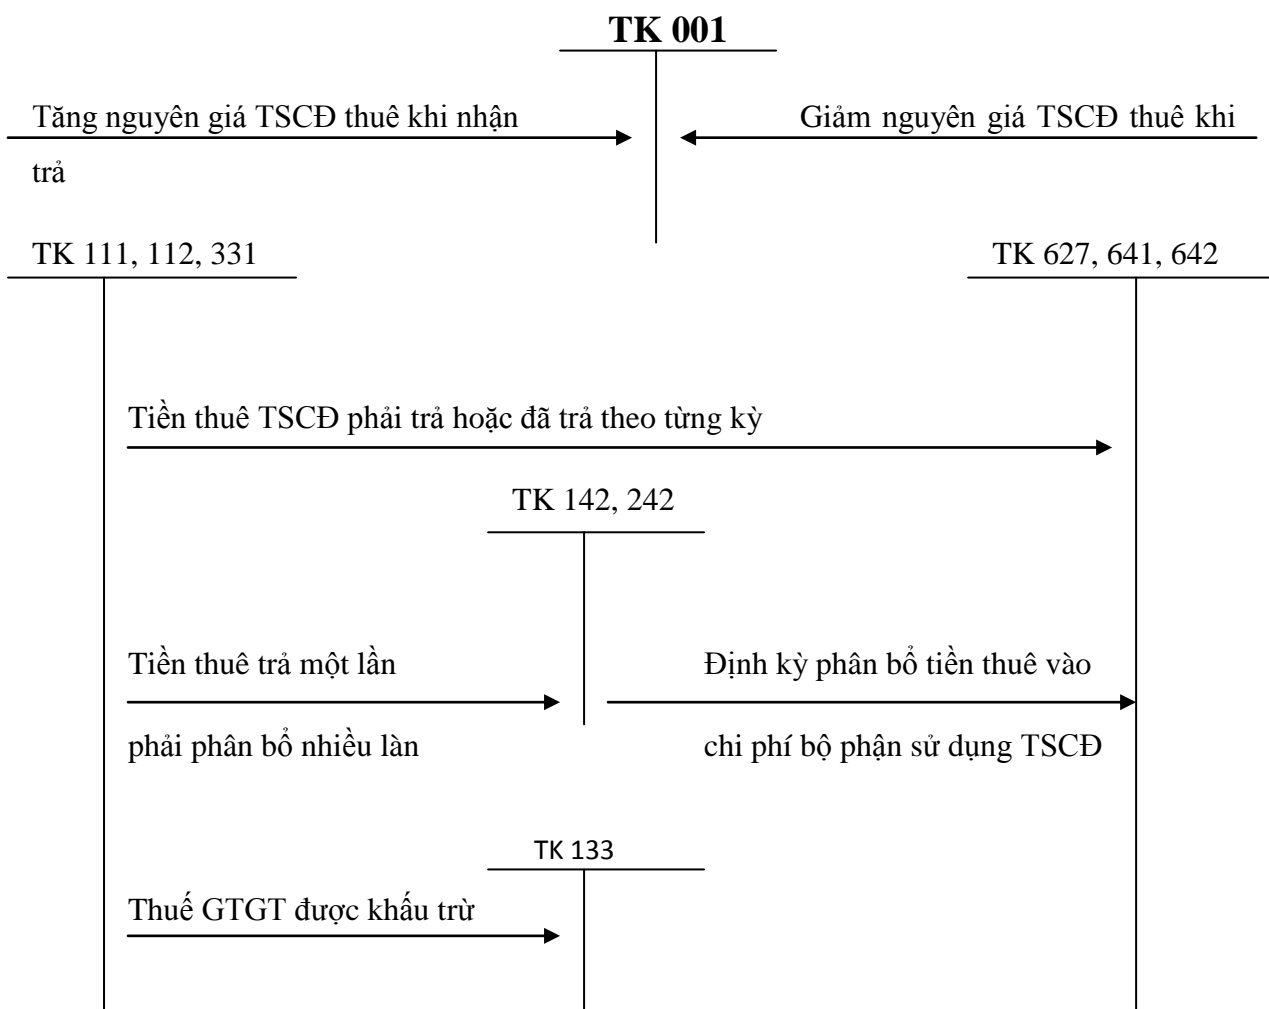 TK 001
Tăng nguyên giá TSCĐ thuê khi nhận
Giảm nguyên giá TSCĐ thuê khi
trả
TK 111, 112, 331
TK 627, 641, 642
Tiền thuê TSCĐ phải trả hoặc đã trả theo từng kỳ
TK 142, 242
Tiền thuê trả một lần
Định kỳ phân bổ tiền thuê vào
phải phân bổ nhiều làn
chi phí bộ phận sử dụng TSCĐ
TK 133
Thuế GTGT được khấu trừ